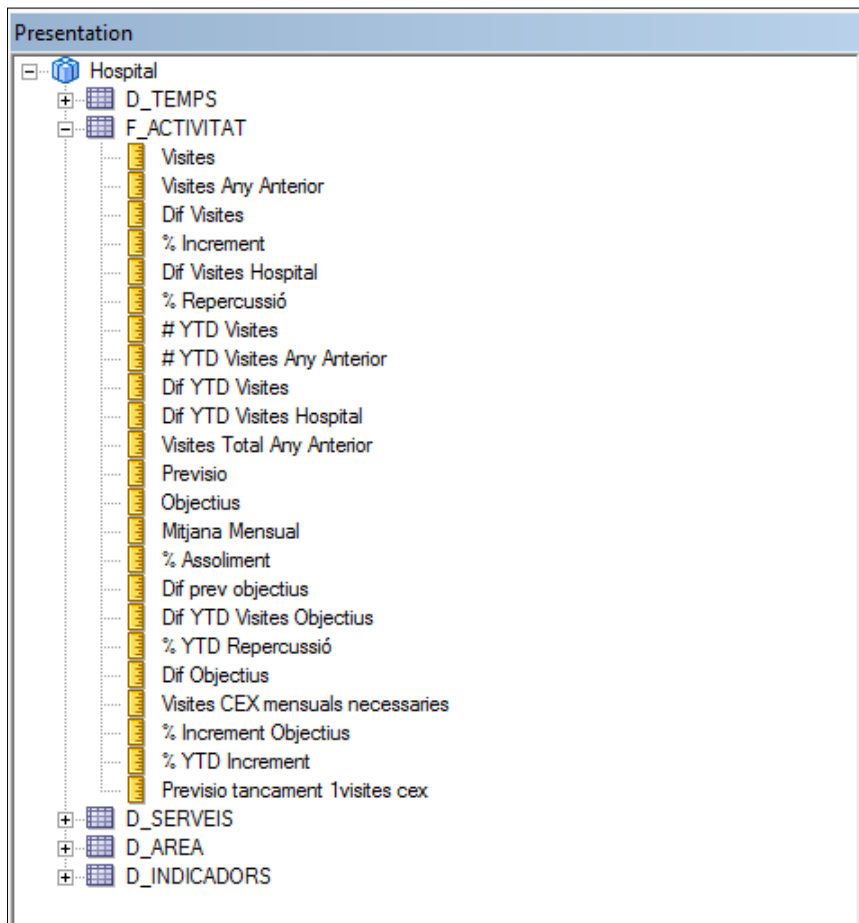 Presentation
Hospital
D_TEMPS
F_ACTIVITAT
Visites
Visites Any Anterior
Dif Visites
% Increment
Dif Visites Hospital
% Repercussió
# YTD Visites
# YTD Visites Any Anterior
Dif YTD Visites
Dif YTD Visites Hospital
Visites Total Any Anterior
Previsio
Objectius
Mitjana Mensual
% Assoliment
Dif prev objectius
Dif YTD Visites Objectius
% YTD Repercussió
Dif Objectius
Visites CEX mensuals necessaries
% Increment Objectius
% YTD Increment
Previsio tancament 1visites cex
D_SERVEIS
D_AREA
D_INDICADORS